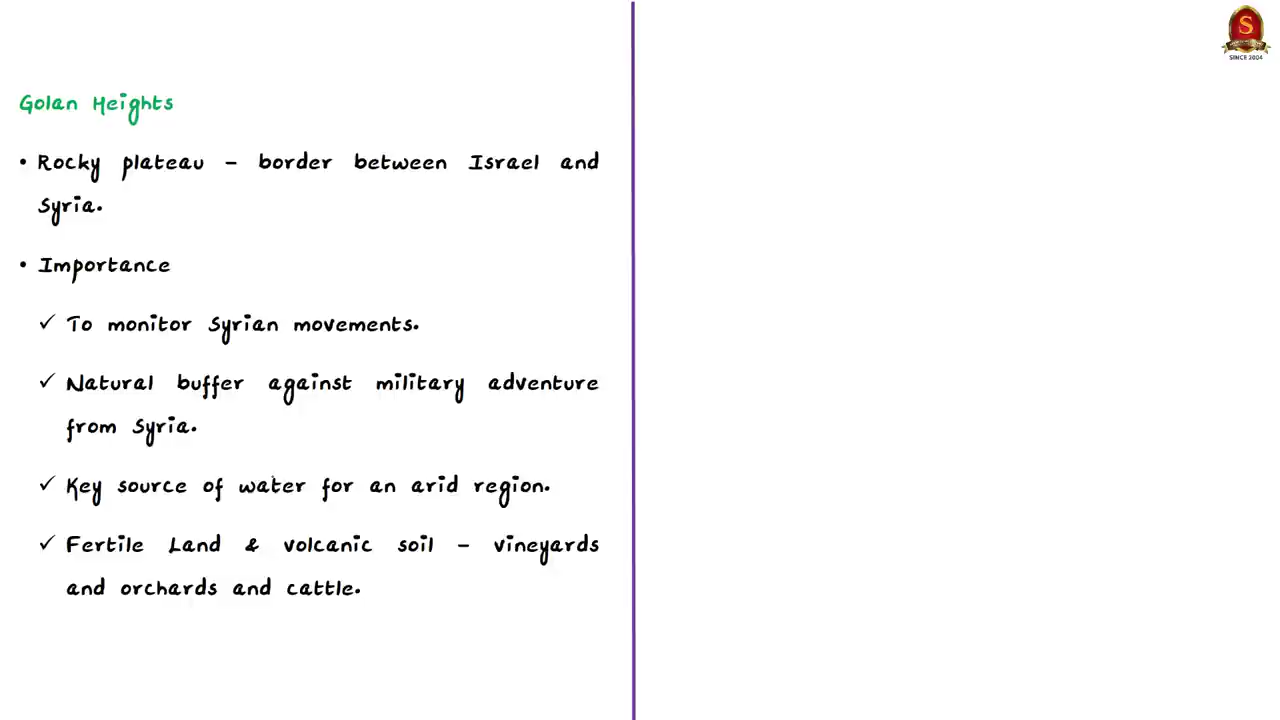 Golan Heights
• Rocky plateau – border between Israel and
Syria.
• Importance
✓ To monitor Syrian movements.
✓ Natural buffer against military adventure
from Syria.
✓ Key source of water for an arid region.
✓ Fertile Land & volcanic soil – vineyards
and orchards and cattle.
S
SINCE 2004